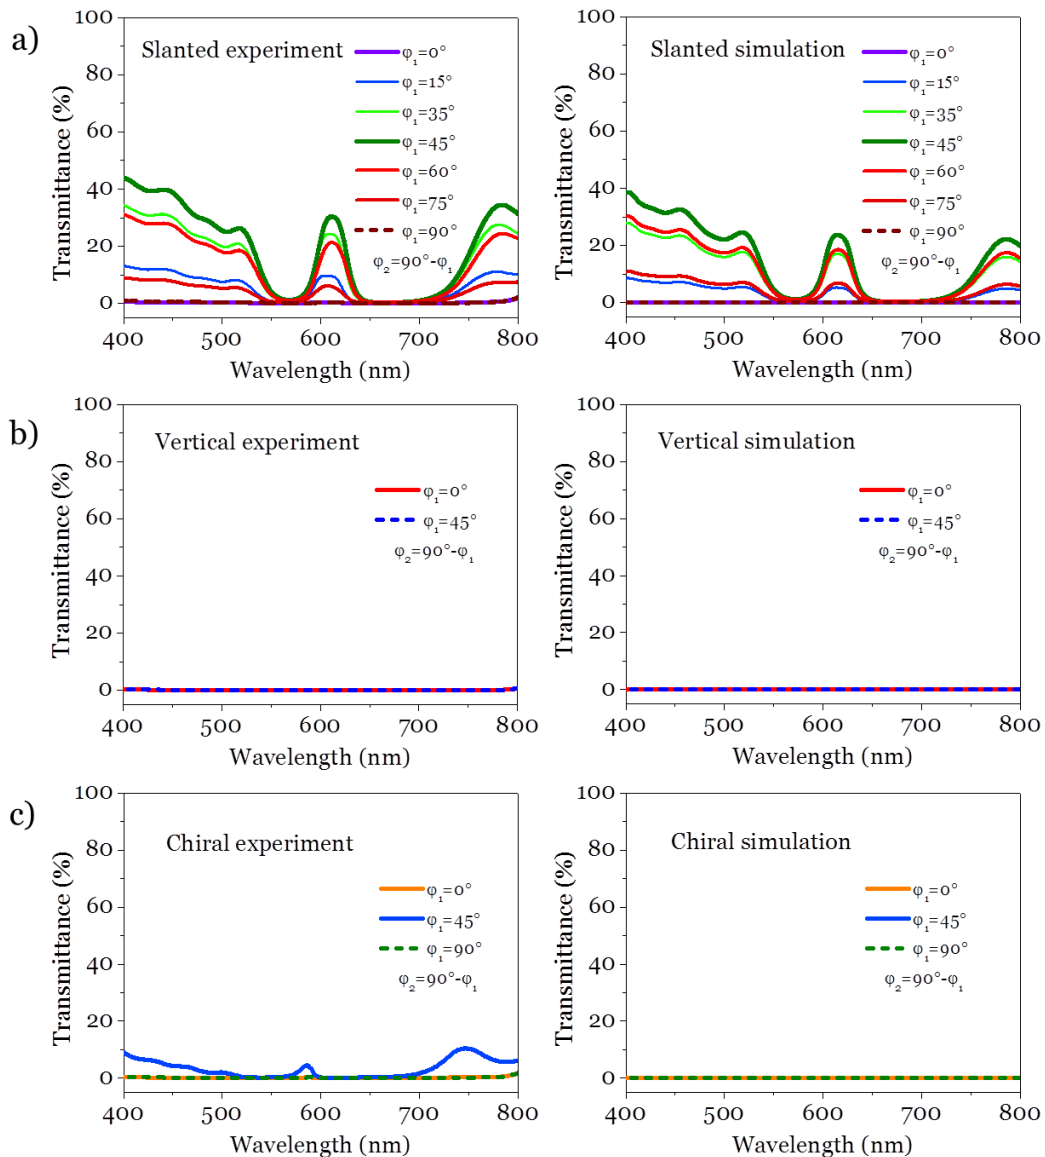 a)
Slanted experiment
φ₁=0°
φ₁=15°
φ₁=35°
φ₁=45°
φ₁=60°
φ₁=75°
φ₁=90°
φ₂=90°-φ₁
Transmittance (%)
100
80
60
40
20
0
400 500 600 700 800
Wavelength (nm)
Slanted simulation
φ₁=0°
φ₁=15°
φ₁=35°
φ₁=45°
φ₁=60°
φ₁=75°
φ₁=90°
φ₂=90°-φ₁
Transmittance (%)
100
80
60
40
20
0
400 500 600 700 800
Wavelength (nm)
b)
Vertical experiment
φ₁=0°
φ₁=45°
φ₂=90°-φ₁
Transmittance (%)
100
80
60
40
20
0
400 500 600 700 800
Wavelength (nm)
Vertical simulation
φ₁=0°
φ₁=45°
φ₂=90°-φ₁
Transmittance (%)
100
80
60
40
20
0
400 500 600 700 800
Wavelength (nm)
c)
Chiral experiment
φ₁=0°
φ₁=45°
φ₁=90°
φ₂=90°-φ₁
Transmittance (%)
100
80
60
40
20
0
400 500 600 700 800
Wavelength (nm)
Chiral simulation
φ₁=0°
φ₁=45°
φ₁=90°
φ₂=90°-φ₁
Transmittance (%)
100
80
60
40
20
0
400 500 600 700 800
Wavelength (nm)